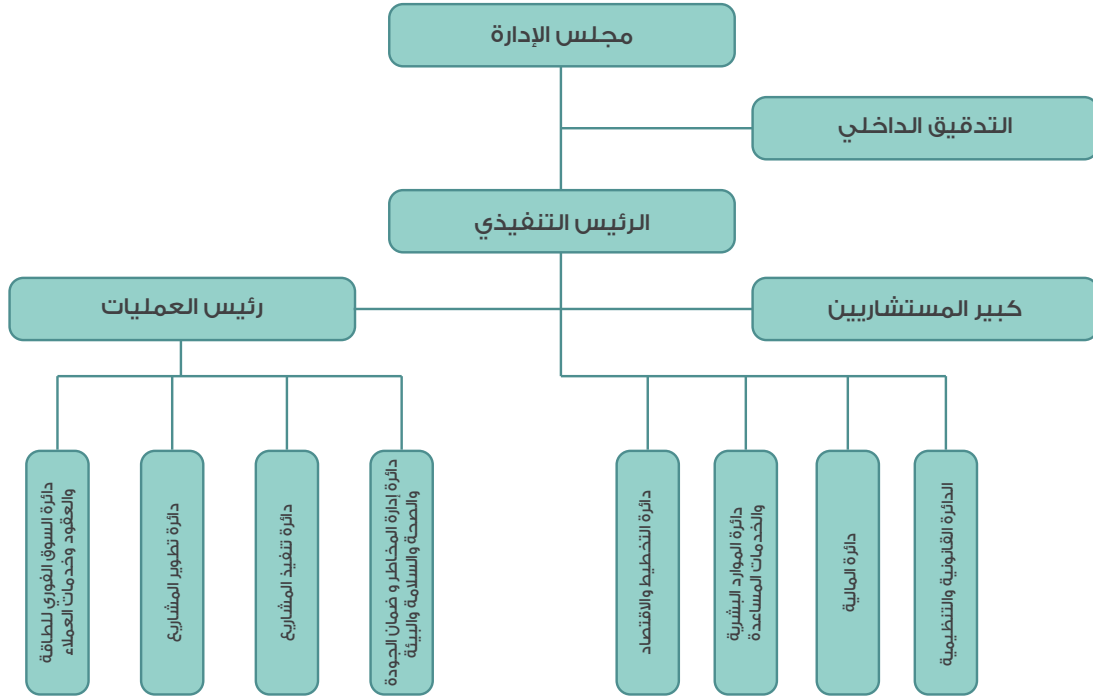 مجلس الإدارة
التدقيق الداخلي
الرئيس التنفيذي
كبير المستشاريين
رئيس العمليات
الدائرة القانونية والتنظيمية
دائرة المالية
دائرة الموارد البشرية
والخدمات المساعدة
دائرة التخطيط والاقتصاد
دائرة إدارة المخاطر و ضمان الجودة
والصحة والسلامة والبيئة
دائرة تنفيذ المشاريع
دائرة تطوير المشاريع
دائرة السوق الفوري للطاقة
والعقود وخدمات العملاء